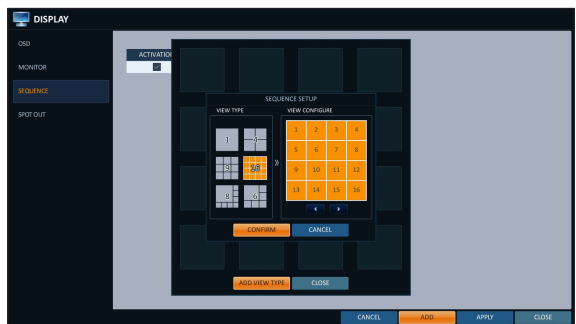 DISPLAY
OSD
MONITOR
SEQUENCE
SPOT OUT
ACTIVATION
SEQUENCE SETUP
VIEW TYPE
VIEW CONFIGURE
1 4
9 16
8 6
»
1 2 3 4
5 6 7 8
9 10 11 12
13 14 15 16
CONFIRM CANCEL
ADD VIEW TYPE CLOSE
CANCEL ADD APPLY CLOSE